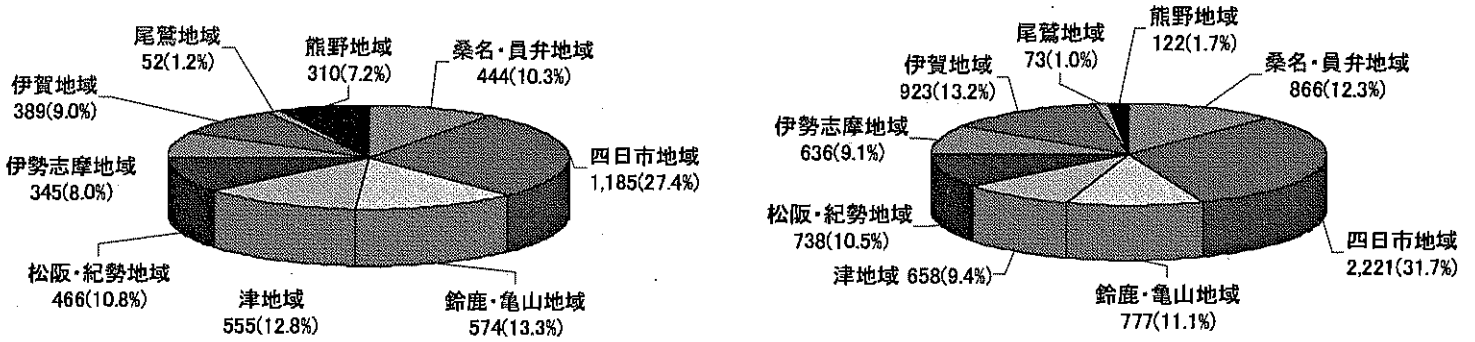 尾鷲地域
52(1.2%)
熊野地域
310(7.2%)
桑名・員弁地域
444(10.3%)
伊賀地域
389(9.0%)
四日市地域
1,185(27.4%)
伊勢志摩地域
345(8.0%)
松阪・紀勢地域
466(10.8%)
津地域
555(12.8%)
鈴鹿・亀山地域
574(13.3%)
熊野地域
122(1.7%)
尾鷲地域
73(1.0%)
伊賀地域
923(13.2%)
桑名・員弁地域
866(12.3%)
伊勢志摩地域
636(9.1%)
松阪・紀勢地域
738(10.5%)
四日市地域
2,221(31.7%)
津地域 658(9.4%)
鈴鹿・亀山地域
777(11.1%)